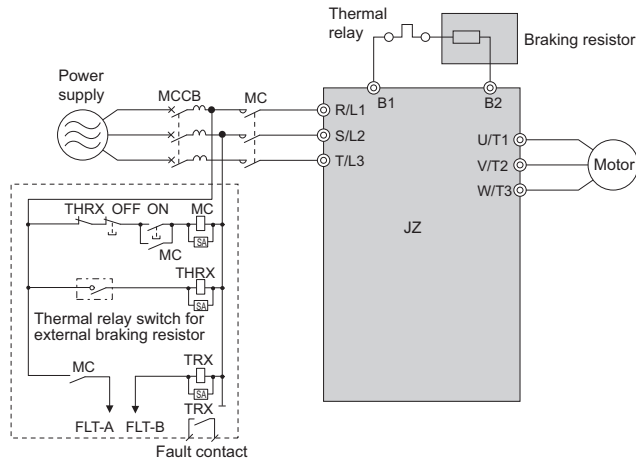 Thermal
relay
Braking resistor
Power
supply
MCCB
MC
B1
B2
R/L1
S/L2
T/L3
U/T1
V/T2
W/T3
Motor
JZ
THRX OFF ON
MC
SA
MC
THRX
SA
Thermal relay switch for
external braking resistor
MC
TRX
SA
TRX
FLT-A
FLT-B
Fault contact